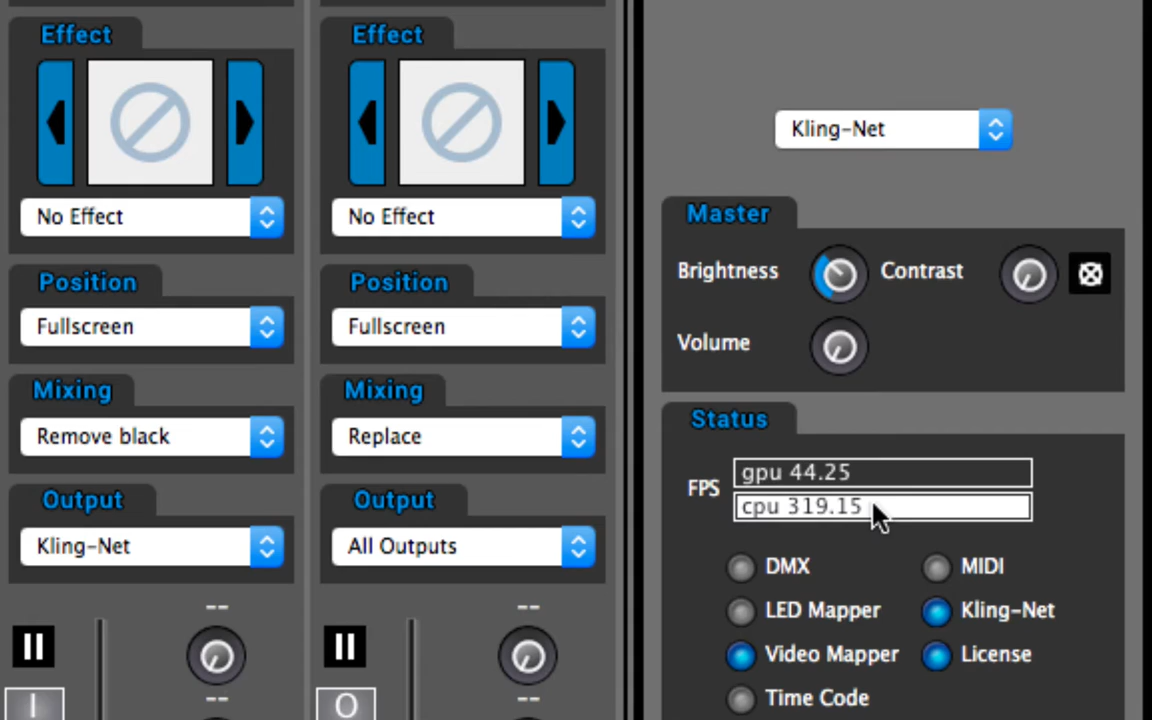 Effect
No Effect
Position
Fullscreen
Mixing
Remove black
Output
Kling-Net
--
--
I
Effect
No Effect
Position
Fullscreen
Mixing
Replace
Output
All Outputs
--
--
O
Kling-Net
Master
Brightness
Contrast
Volume
Status
FPS
gpu 44.25
cpu 319.15
DMX
MIDI
LED Mapper
Kling-Net
Video Mapper
License
Time Code